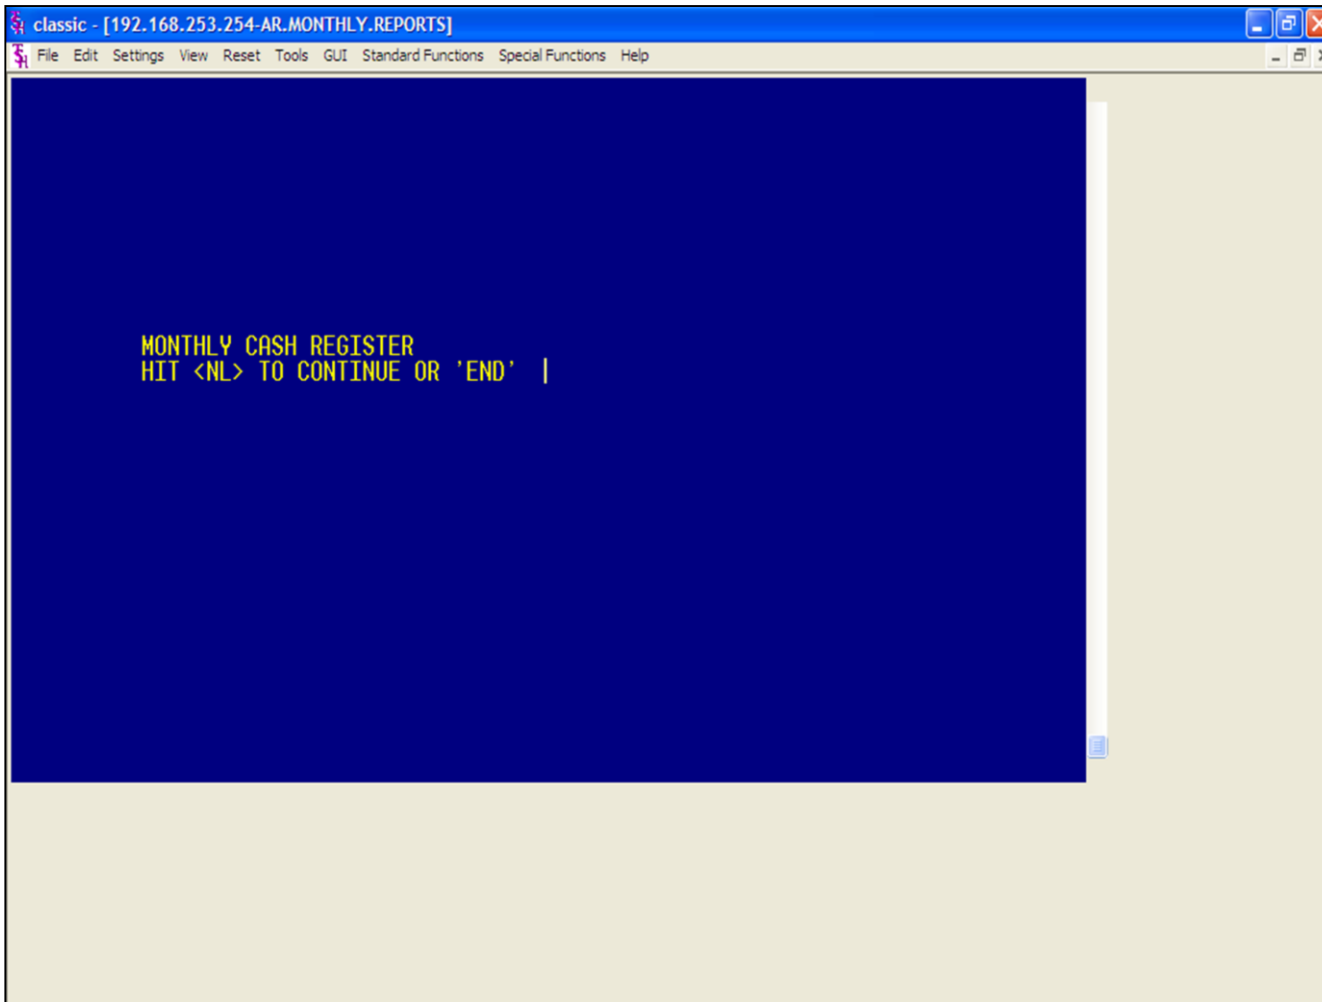 classic - [192.168.253.254-AR.MONTHLY.REPORTS]
File Edit Settings View Reset Tools GUI Standard Functions Special Functions Help
MONTHLY CASH REGISTER
HIT <NL> TO CONTINUE OR 'END'